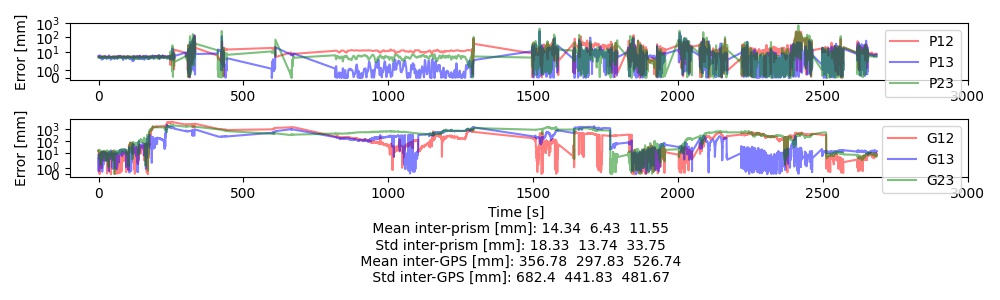 Error [mm]
10³
10²
10¹
10⁰
P12
P13
P23
0 500 1000 1500 2000 2500 3000
Error [mm]
10³
10²
10¹
10⁰
G12
G13
G23
0 500 1000 1500 2000 2500 3000
Time [s]
Mean inter-prism [mm]: 14.34 6.43 11.55
Std inter-prism [mm]: 18.33 13.74 33.75
Mean inter-GPS [mm]: 356.78 297.83 526.74
Std inter-GPS [mm]: 682.4 441.83 481.67